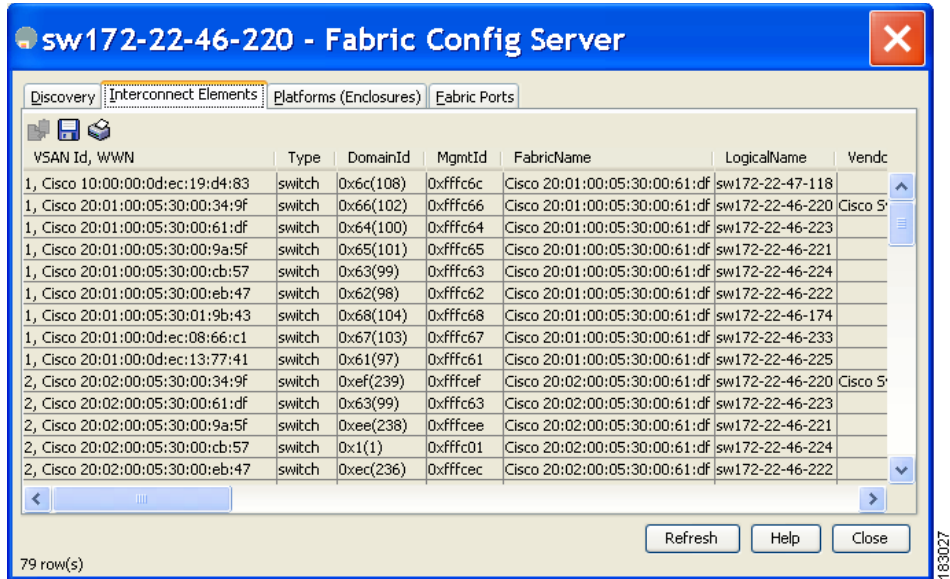 sw172-22-46-220 - Fabric Config Server
Discovery Interconnect Elements Platforms (Enclosures) Fabric Ports
VSAN Id, WWN Type DomainId MgmtId FabricName LogicalName Vendo
1, Cisco 10:00:00:0d:ec:19:d4:83 switch 0x6c(108) 0xfffc6c Cisco 20:01:00:05:30:00:61:df sw172-22-47-118
1, Cisco 20:01:00:05:30:00:34:9f switch 0x66(102) 0xfffc66 Cisco 20:01:00:05:30:00:61:df sw172-22-46-220 Cisco S
1, Cisco 20:01:00:05:30:00:61:df switch 0x64(100) 0xfffc64 Cisco 20:01:00:05:30:00:61:df sw172-22-46-223
1, Cisco 20:01:00:05:30:00:9a:5f switch 0x65(101) 0xfffc65 Cisco 20:01:00:05:30:00:61:df sw172-22-46-221
1, Cisco 20:01:00:05:30:00:cb:57 switch 0x63(99) 0xfffc63 Cisco 20:01:00:05:30:00:61:df sw172-22-46-224
1, Cisco 20:01:00:05:30:00:eb:47 switch 0x62(98) 0xfffc62 Cisco 20:01:00:05:30:00:61:df sw172-22-46-222
1, Cisco 20:01:00:05:30:01:9b:43 switch 0x68(104) 0xfffc68 Cisco 20:01:00:05:30:00:61:df sw172-22-46-174
1, Cisco 20:01:00:0d:ec:08:66:c1 switch 0x67(103) 0xfffc67 Cisco 20:01:00:05:30:00:61:df sw172-22-46-233
1, Cisco 20:01:00:0d:ec:13:77:41 switch 0x61(97) 0xfffc61 Cisco 20:01:00:05:30:00:61:df sw172-22-46-225
2, Cisco 20:02:00:05:30:00:34:9f switch 0xef(239) 0xfffcef Cisco 20:02:00:05:30:00:61:df sw172-22-46-220 Cisco S
2, Cisco 20:02:00:05:30:00:61:df switch 0x63(99) 0xfffc63 Cisco 20:02:00:05:30:00:61:df sw172-22-46-223
2, Cisco 20:02:00:05:30:00:9a:5f switch 0xee(238) 0xfffcee Cisco 20:02:00:05:30:00:61:df sw172-22-46-221
2, Cisco 20:02:00:05:30:00:cb:57 switch 0x1(1) 0xfffc01 Cisco 20:02:00:05:30:00:61:df sw172-22-46-224
2, Cisco 20:02:00:05:30:00:eb:47 switch 0xec(236) 0xfffcec Cisco 20:02:00:05:30:00:61:df sw172-22-46-222
Refresh Help Close
79 row(s)
183027